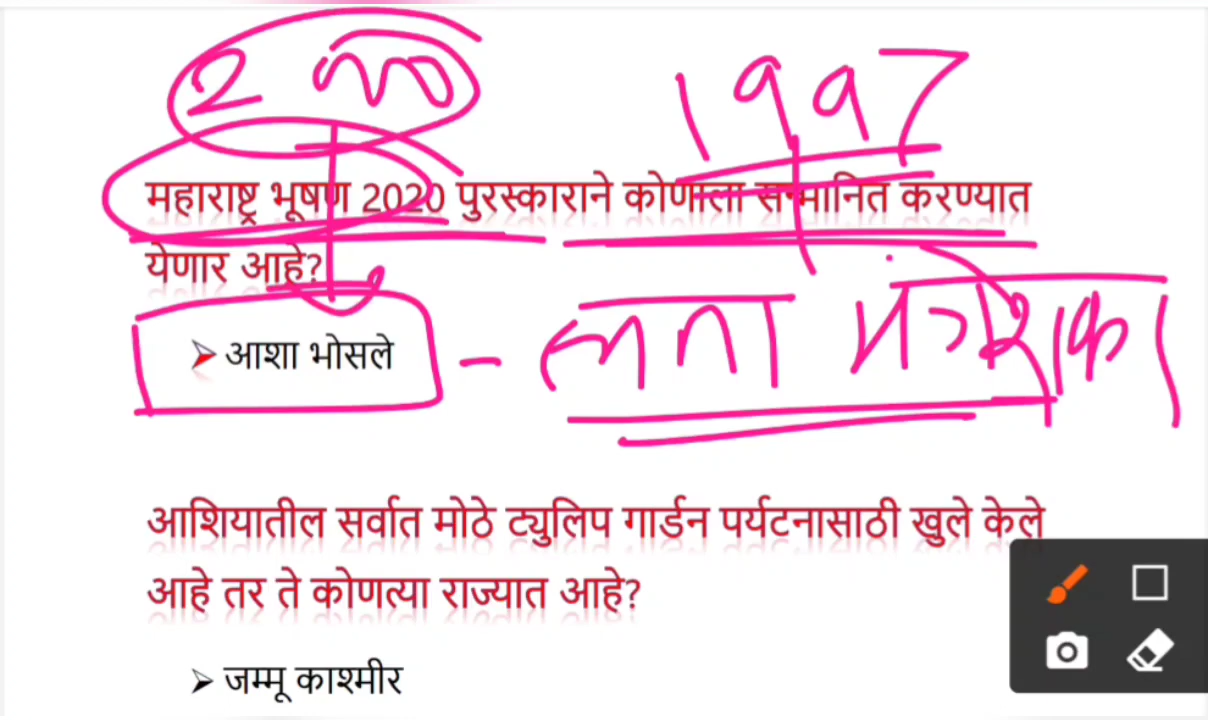 1997
महाराष्ट्र भूषण 2020 पुरस्काराने कोणाला सन्मानित करण्यात
येणार आहे?
➤ आशा भोसले - लता मंगेशकर
आशियातील सर्वात मोठे ट्युलिप गार्डन पर्यटनासाठी खुले केले
आहे तर ते कोणत्या राज्यात आहे?
➤ जम्मू काश्मीर